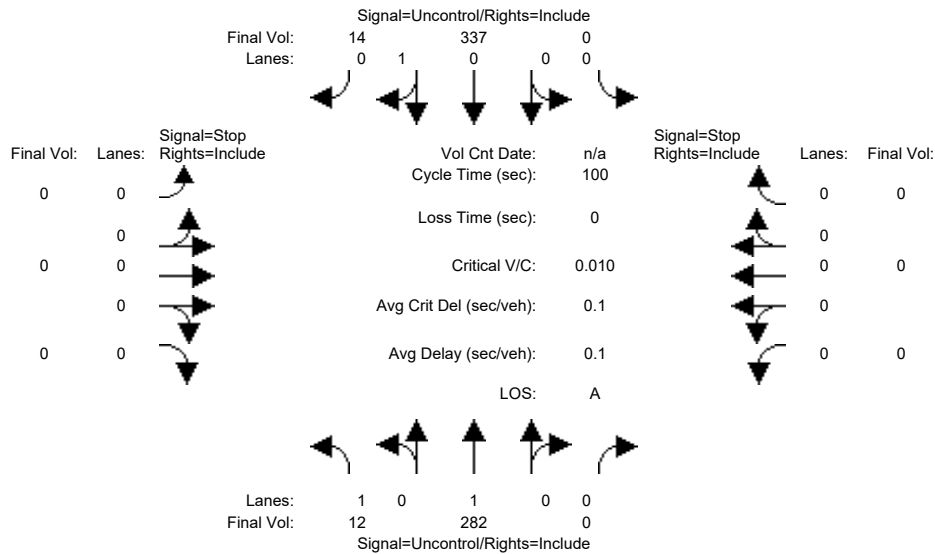 Signal=Uncontrol/Rights=Include
Final Vol: 14 337 0
Lanes: 0 1 0 0 0
Signal=Stop Signal=Stop
Final Vol: Lanes: Rights=Include Vol Cnt Date: n/a Rights=Include Lanes: Final Vol:
Cycle Time (sec): 100
0 0 0 0
Loss Time (sec): 0
0 0
0 0 Critical V/C: 0.010 0 0
0 Avg Crit Del (sec/veh): 0.1 0
0 0 Avg Delay (sec/veh): 0.1 0 0
LOS: A
Lanes: 1 0 1 0 0
Final Vol: 12 282 0
Signal=Uncontrol/Rights=Include